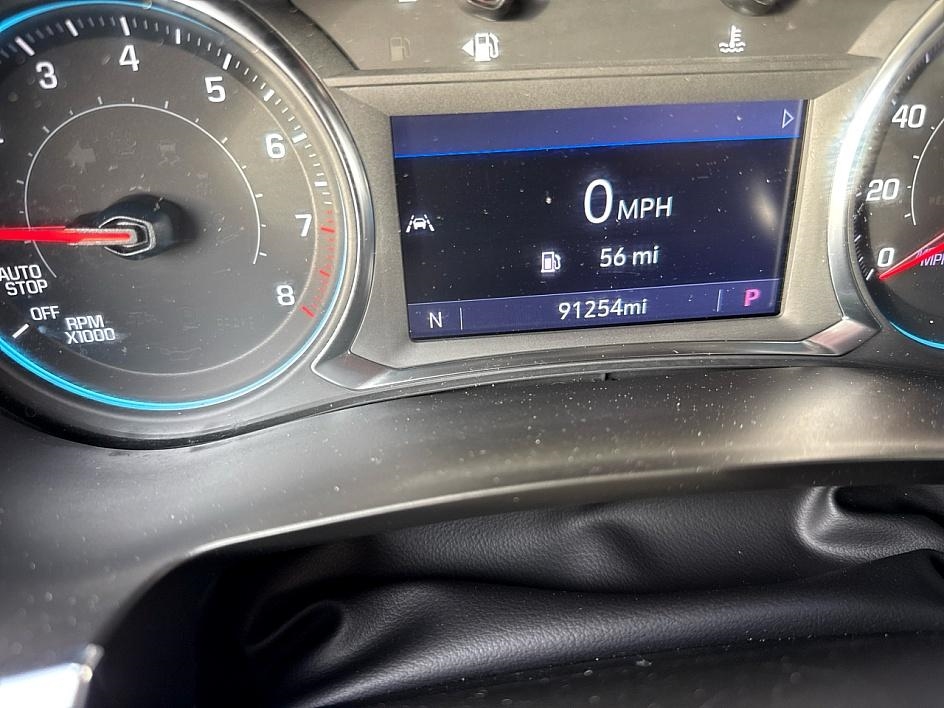 3
4
5
6
7
8
AUTO
STOP
OFF
RPM
X1000
0 MPH
56 mi
N
91254mi
P
40
20
0